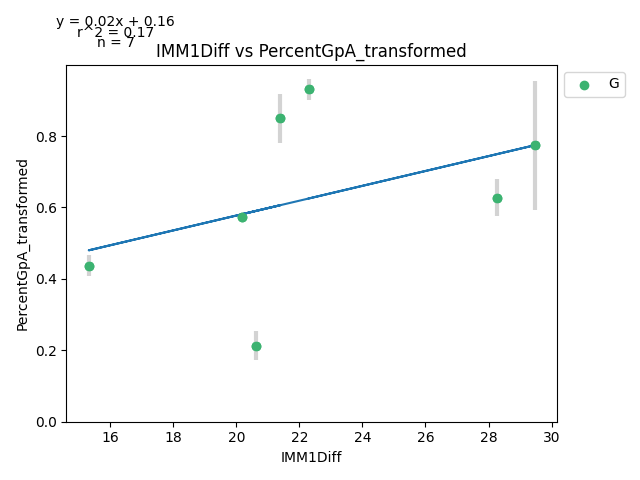 y = 0.02x + 0.16
r^2 = 0.17
n = 7
IMM1Diff vs PercentGpA_transformed
G
PercentGpA_transformed
0.8
0.6
0.4
0.2
0.0
16 18 20 22 24 26 28 30
IMM1Diff